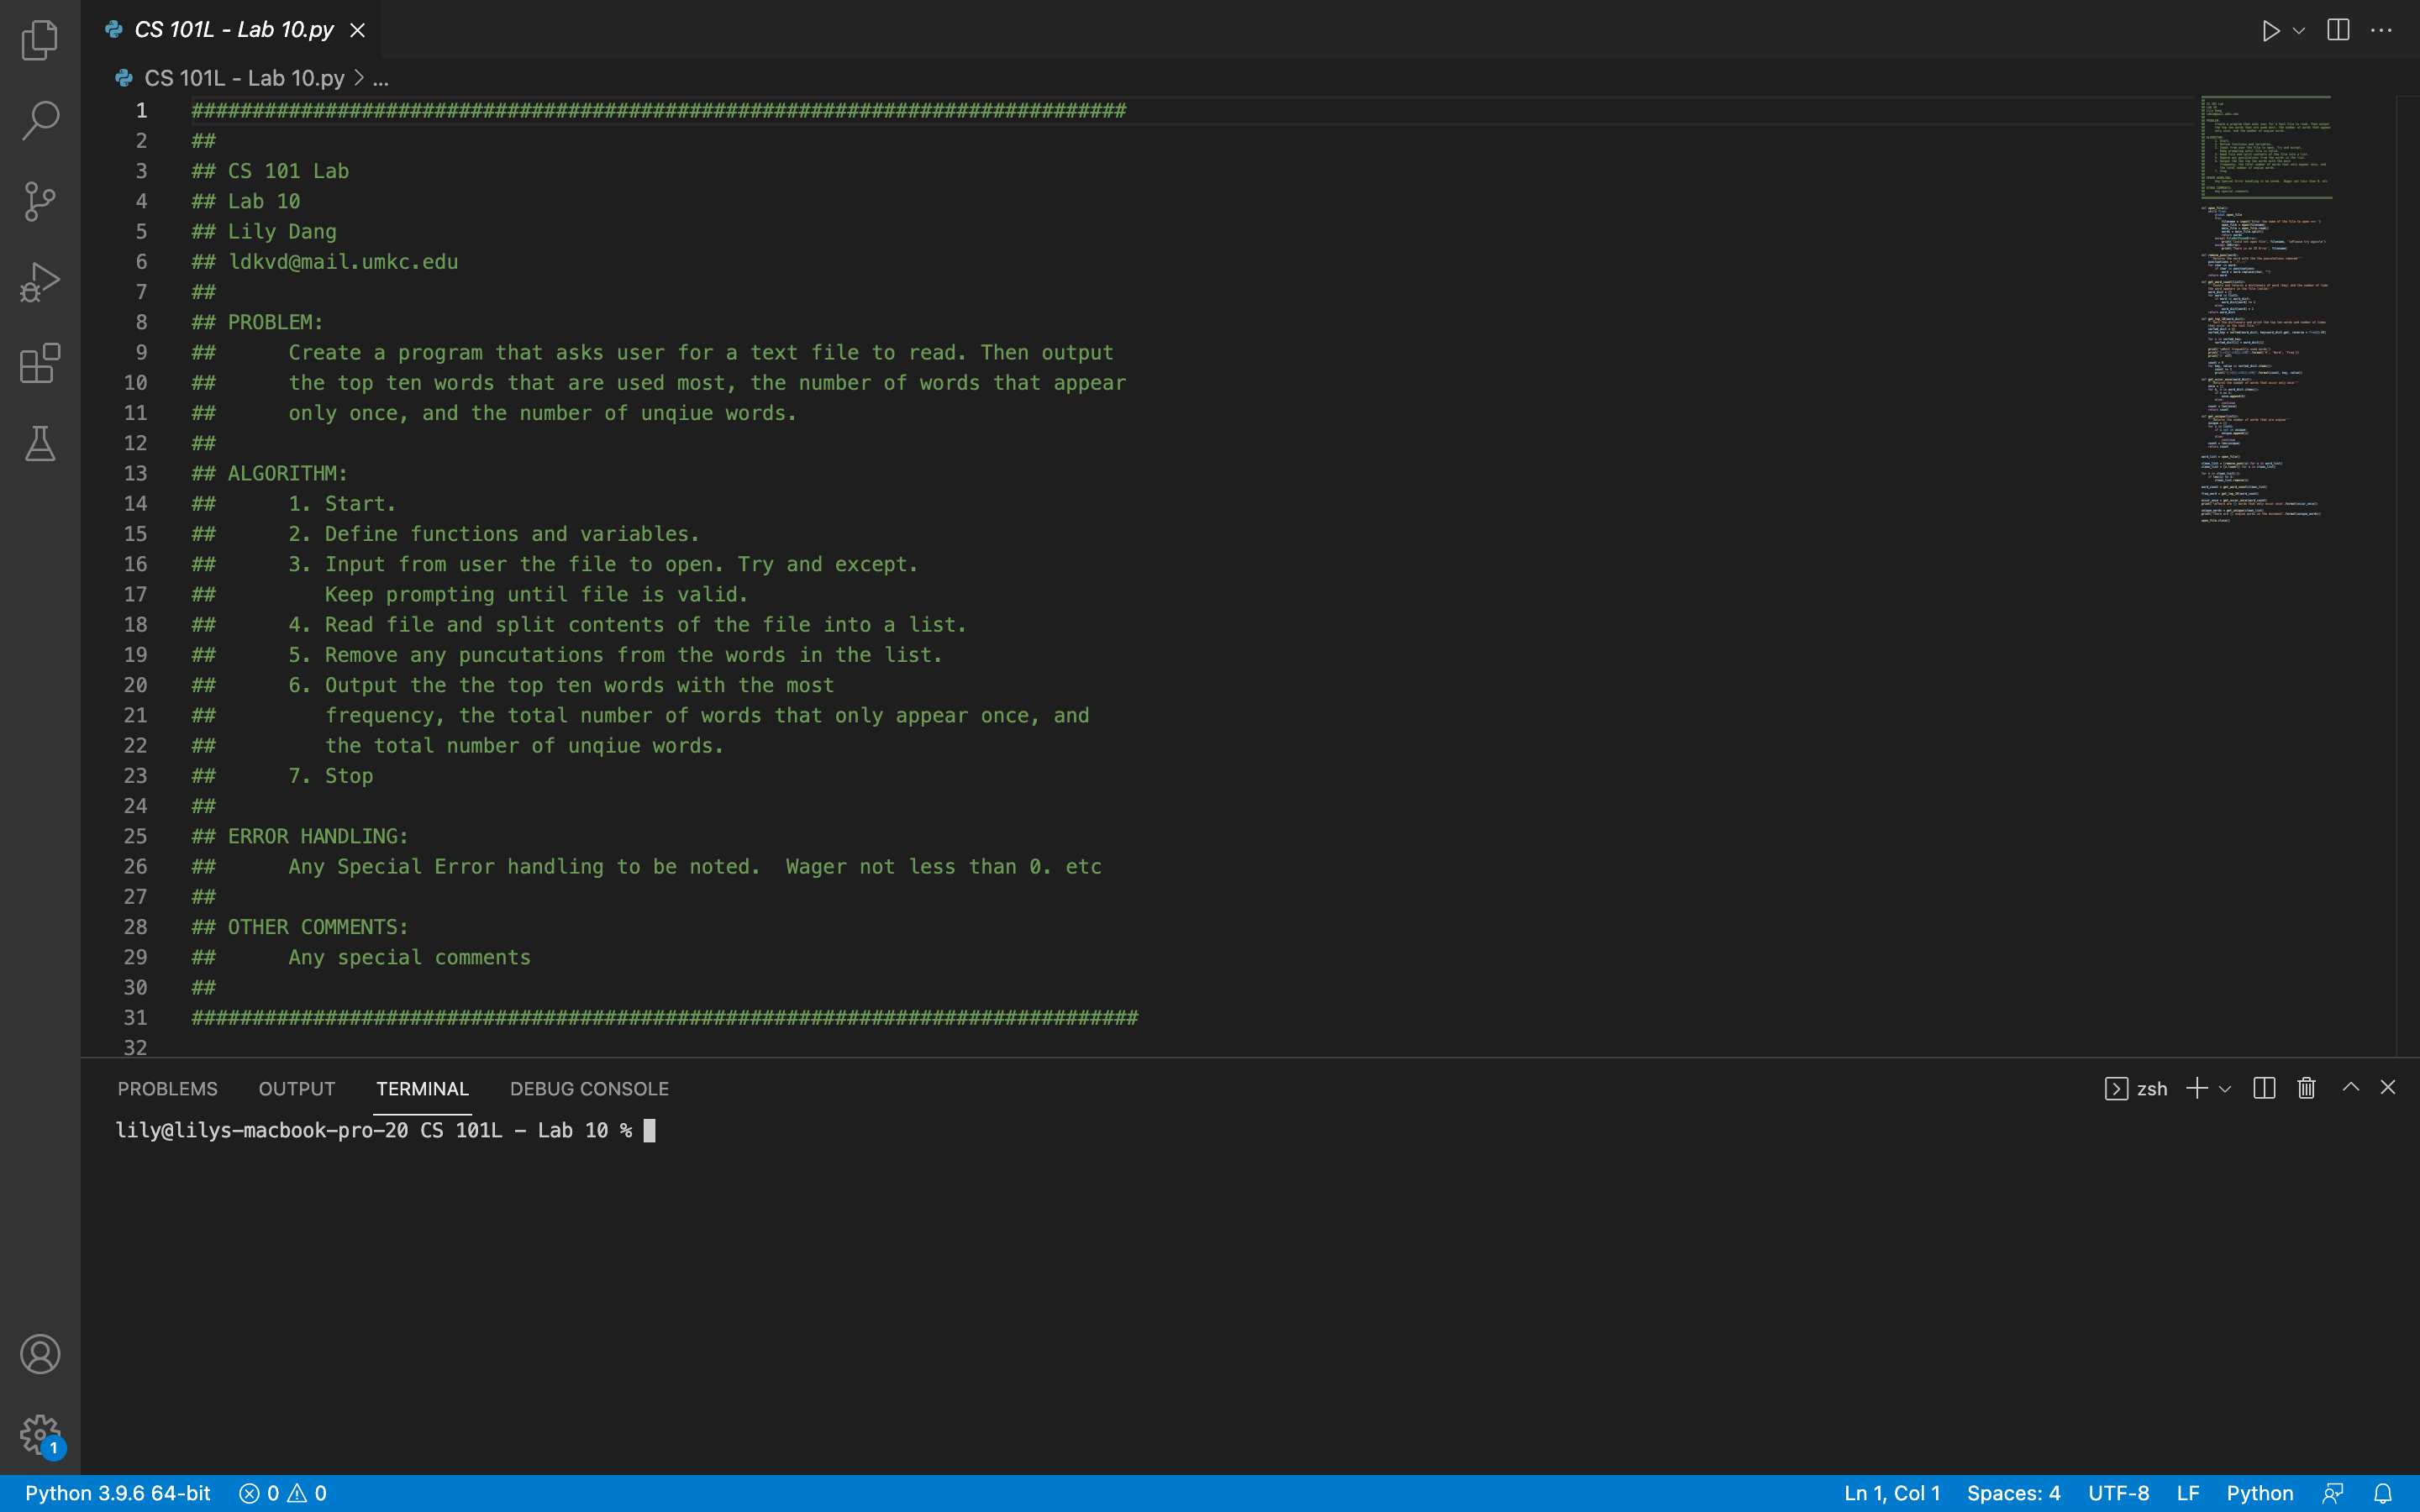 CS 101L - Lab 10.py
CS 101L - Lab 10.py > ...
1 #############################################################################
2 ##
3 ## CS 101 Lab
4 ## Lab 10
5 ## Lily Dang
6 ## ldkvd@mail.umkc.edu
7 ##
8 ## PROBLEM:
9 ##      Create a program that asks user for a text file to read. Then output
10 ##      the top ten words that are used most, the number of words that appear
11 ##      only once, and the number of unqiue words.
12 ##
13 ## ALGORITHM:
14 ##      1. Start.
15 ##      2. Define functions and variables.
16 ##      3. Input from user the file to open. Try and except.
17 ##         Keep prompting until file is valid.
18 ##      4. Read file and split contents of the file into a list.
19 ##      5. Remove any puncutations from the words in the list.
20 ##      6. Output the the top ten words with the most
21 ##         frequency, the total number of words that only appear once, and
22 ##         the total number of unqiue words.
23 ##      7. Stop
24 ##
25 ## ERROR HANDLING:
26 ##      Any Special Error handling to be noted.  Wager not less than 0. etc
27 ##
28 ## OTHER COMMENTS:
29 ##      Any special comments
30 ##
31 ##############################################################################
32
PROBLEMS OUTPUT TERMINAL DEBUG CONSOLE zsh
lily@lilys-macbook-pro-20 CS 101L - Lab 10 %
1
Python 3.9.6 64-bit 0 0 Ln 1, Col 1 Spaces: 4 UTF-8 LF Python